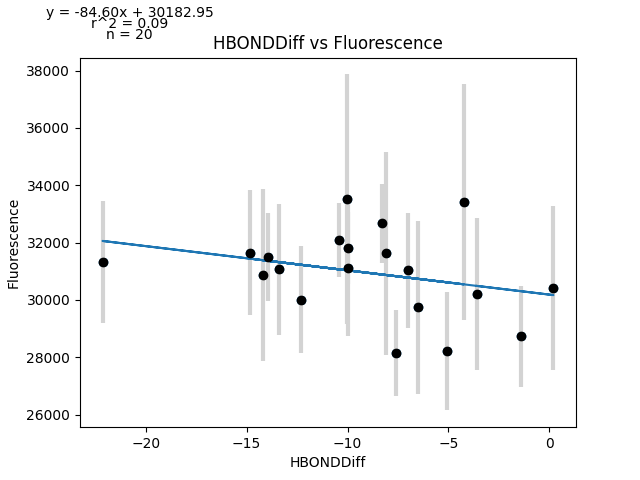 y = -84.60x + 30182.95
r^2 = 0.09
n = 20
HBONDDiff vs Fluorescence
38000
36000
34000
32000
30000
28000
26000
Fluorescence
−20
−15
−10
−5
0
HBONDDiff